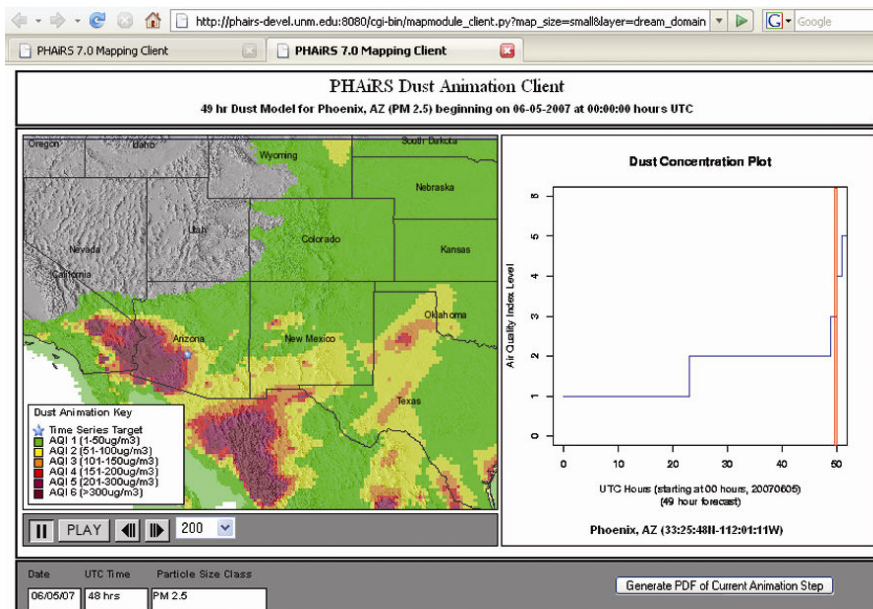 http://phairs-devel.unm.edu:8080/cgi-bin/mapmodule_client.py?map_size=small&layer=dream_domain
Google
PHAiRS 7.0 Mapping Client
PHAiRS 7.0 Mapping Client
PHAiRS Dust Animation Client
49 hr Dust Model for Phoenix, AZ (PM 2.5) beginning on 06-05-2007 at 00:00:00 hours UTC
Oregon
Idaho
Wyoming
South Dakota
Nebraska
Nevada
Utah
Colorado
Kansas
California
Arizona
New Mexico
Oklahoma
Texas
Dust Animation Key
Time Series Target
AQI 1 (1-50ug/m3)
AQI 2 (51-100ug/m3)
AQI 3 (101-150ug/m3)
AQI 4 (151-200ug/m3)
AQI 5 (201-300ug/m3)
AQI 6 (>300ug/m3)
Dust Concentration Plot
Air Quality Index Level
6
5
4
3
2
1
0
0 20 40 60
UTC Hours (starting at 00 hours, 20070605)
(49 hour forecast)
Phoenix, AZ (33:25:48N-112:01:11W)
PLAY
200
Date UTC Time Particle Size Class
06/05/07 48 hrs PM 2.5
Generate PDF of Current Animation Step